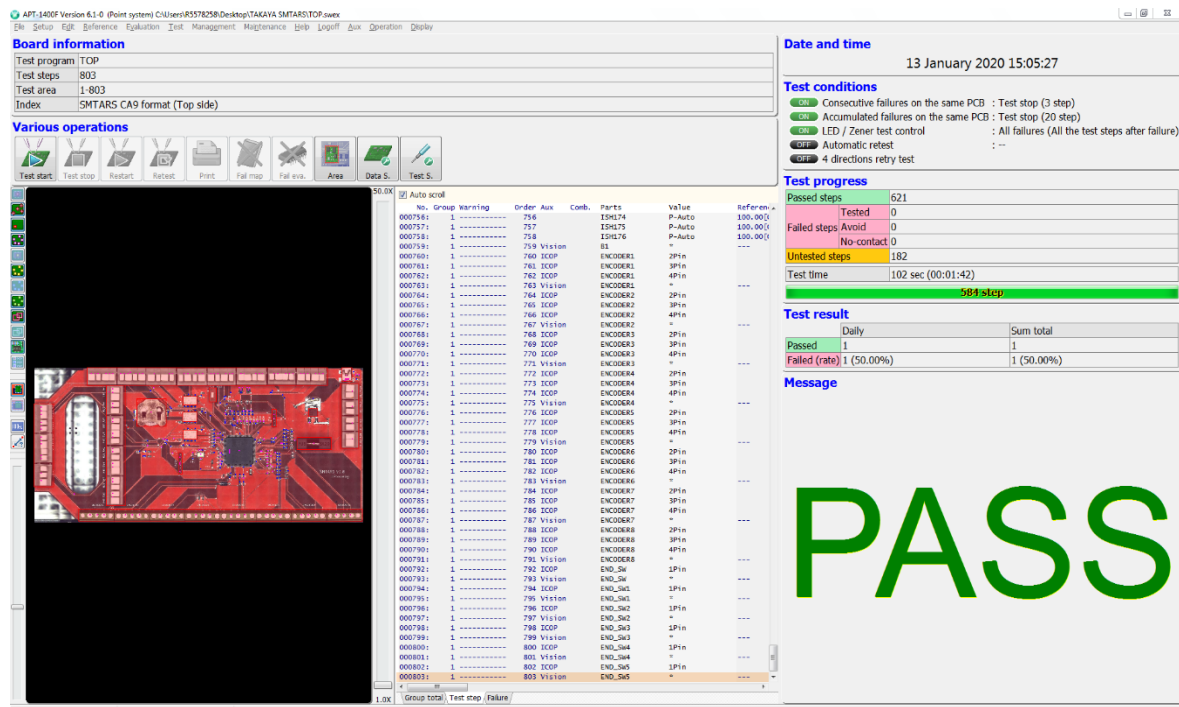 APT-1400F Version 6.1-0 (Point system) C:\Users\R5578258\Desktop\TAKAYA SMTARS\TOP.swex
File Setup Edit Reference Evaluation Test Management Maintenance Help Logoff Aux Operation Display
Board information
Test program TOP
Test steps 803
Test area 1-803
Index SMTARS CA9 format (Top side)
Various operations
Test start Test stop Restart Retest Print Fail map Fail eva. Area Data S. Test S.
50.0X
Auto scroll
No. Group Warning Order Aux Comb. Parts Value Referen
000756: 1 ----------- 756 ISH174 P-Auto 100.00[
000757: 1 ----------- 757 ISH175 P-Auto 100.00[
000758: 1 ----------- 758 ISH176 P-Auto 100.00[
000759: 1 ----------- 759 Vision B1 * ---
000760: 1 ----------- 760 ICOP ENCODER1 2Pin
000761: 1 ----------- 761 ICOP ENCODER1 3Pin
000762: 1 ----------- 762 ICOP ENCODER1 4Pin
000763: 1 ----------- 763 Vision ENCODER1 * ---
000764: 1 ----------- 764 ICOP ENCODER2 2Pin
000765: 1 ----------- 765 ICOP ENCODER2 3Pin
000766: 1 ----------- 766 ICOP ENCODER2 4Pin
000767: 1 ----------- 767 Vision ENCODER2 * ---
000768: 1 ----------- 768 ICOP ENCODER3 2Pin
000769: 1 ----------- 769 ICOP ENCODER3 3Pin
000770: 1 ----------- 770 ICOP ENCODER3 4Pin
000771: 1 ----------- 771 Vision ENCODER3 * ---
000772: 1 ----------- 772 ICOP ENCODER4 2Pin
000773: 1 ----------- 773 ICOP ENCODER4 3Pin
000774: 1 ----------- 774 ICOP ENCODER4 4Pin
000775: 1 ----------- 775 Vision ENCODER4 * ---
000776: 1 ----------- 776 ICOP ENCODER5 2Pin
000777: 1 ----------- 777 ICOP ENCODER5 3Pin
000778: 1 ----------- 778 ICOP ENCODER5 4Pin
000779: 1 ----------- 779 Vision ENCODER5 * ---
000780: 1 ----------- 780 ICOP ENCODER6 2Pin
000781: 1 ----------- 781 ICOP ENCODER6 3Pin
000782: 1 ----------- 782 ICOP ENCODER6 4Pin
000783: 1 ----------- 783 Vision ENCODER6 * ---
000784: 1 ----------- 784 ICOP ENCODER7 2Pin
000785: 1 ----------- 785 ICOP ENCODER7 3Pin
000786: 1 ----------- 786 ICOP ENCODER7 4Pin
000787: 1 ----------- 787 Vision ENCODER7 * ---
000788: 1 ----------- 788 ICOP ENCODER8 2Pin
000789: 1 ----------- 789 ICOP ENCODER8 3Pin
000790: 1 ----------- 790 ICOP ENCODER8 4Pin
000791: 1 ----------- 791 Vision ENCODER8 * ---
000792: 1 ----------- 792 ICOP END_SW 1Pin
000793: 1 ----------- 793 Vision END_SW * ---
000794: 1 ----------- 794 ICOP END_SW1 1Pin
000795: 1 ----------- 795 Vision END_SW1 * ---
000796: 1 ----------- 796 ICOP END_SW2 1Pin
000797: 1 ----------- 797 Vision END_SW2 * ---
000798: 1 ----------- 798 ICOP END_SW3 1Pin
000799: 1 ----------- 799 Vision END_SW3 * ---
000800: 1 ----------- 800 ICOP END_SW4 1Pin
000801: 1 ----------- 801 Vision END_SW4 * ---
000802: 1 ----------- 802 ICOP END_SW5 1Pin
000803: 1 ----------- 803 Vision END_SW5 * ---
1.0X
Group total Test step Failure
Date and time
13 January 2020 15:05:27
Test conditions
ON Consecutive failures on the same PCB : Test stop (3 step)
ON Accumulated failures on the same PCB : Test stop (20 step)
ON LED / Zener test control : All failures (All the test steps after failure)
OFF Automatic retest : --
OFF 4 directions retry test
Test progress
Passed steps 621
Failed steps Tested 0
Avoid 0
No-contact 0
Untested steps 182
Test time 102 sec (00:01:42)
584 step
Test result
Daily Sum total
Passed 1 1
Failed (rate) 1 (50.00%) 1 (50.00%)
Message
PASS